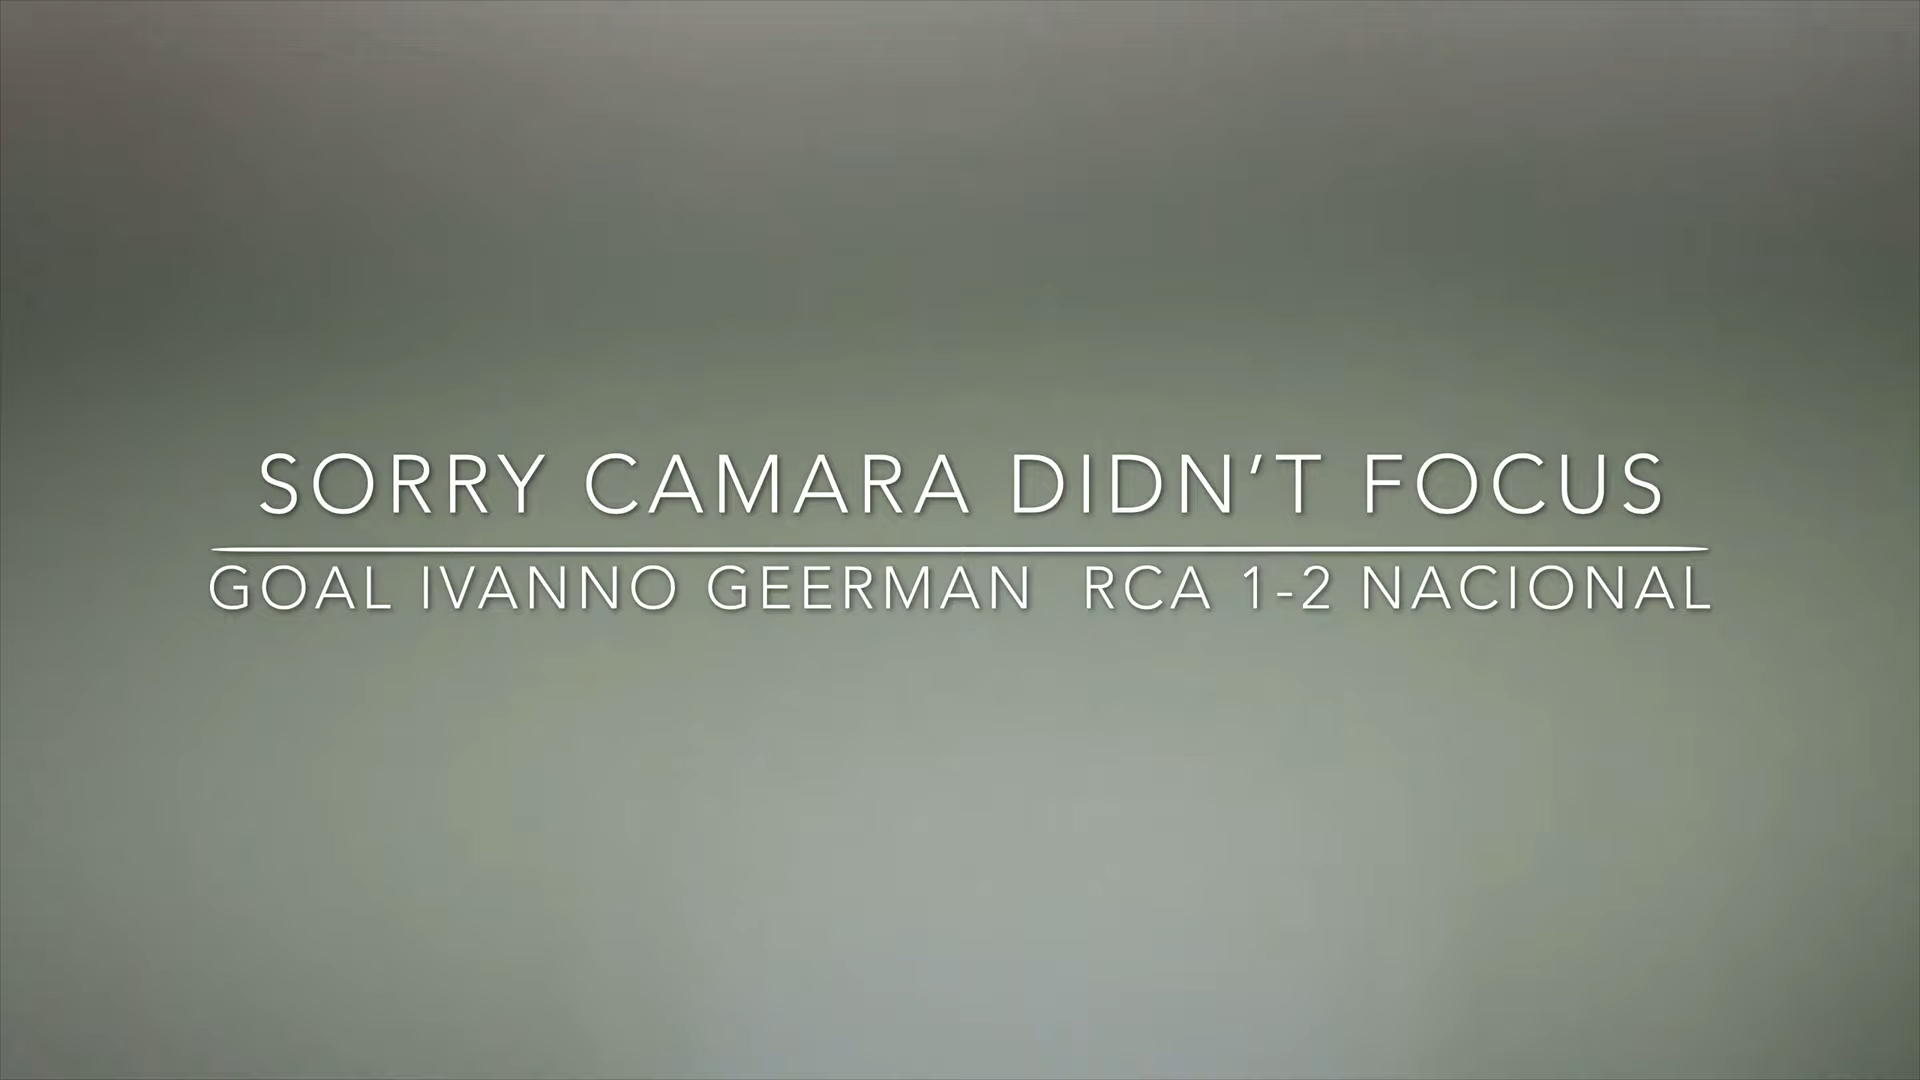 SORRY CAMARA DIDN’T FOCUS
GOAL IVANNO GEERMAN  RCA 1-2 NACIONAL